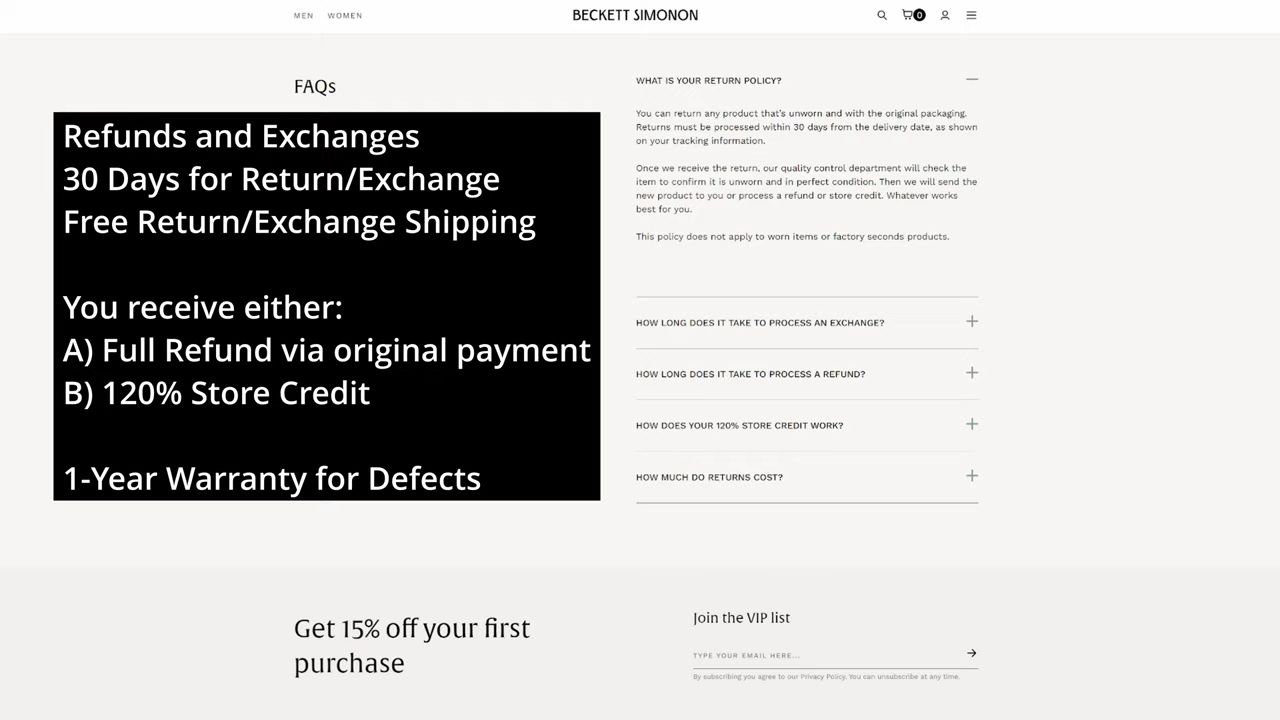 MEN WOMEN BECKETT SIMONON 0
FAQs
Refunds and Exchanges
30 Days for Return/Exchange
Free Return/Exchange Shipping
You receive either:
A) Full Refund via original payment
B) 120% Store Credit
1-Year Warranty for Defects
WHAT IS YOUR RETURN POLICY?
You can return any product that's unworn and with the original packaging.
Returns must be processed within 30 days from the delivery date, as shown
on your tracking information.
Once we receive the return, our quality control department will check the
item to confirm it is unworn and in perfect condition. Then we will send the
new product to you or process a refund or store credit. Whatever works
best for you.
This policy does not apply to worn items or factory seconds products.
HOW LONG DOES IT TAKE TO PROCESS AN EXCHANGE?
HOW LONG DOES IT TAKE TO PROCESS A REFUND?
HOW DOES YOUR 120% STORE CREDIT WORK?
HOW MUCH DO RETURNS COST?
Get 15% off your first
purchase
Join the VIP list
TYPE YOUR EMAIL HERE...
By subscribing you agree to our Privacy Policy. You can unsubscribe at any time.